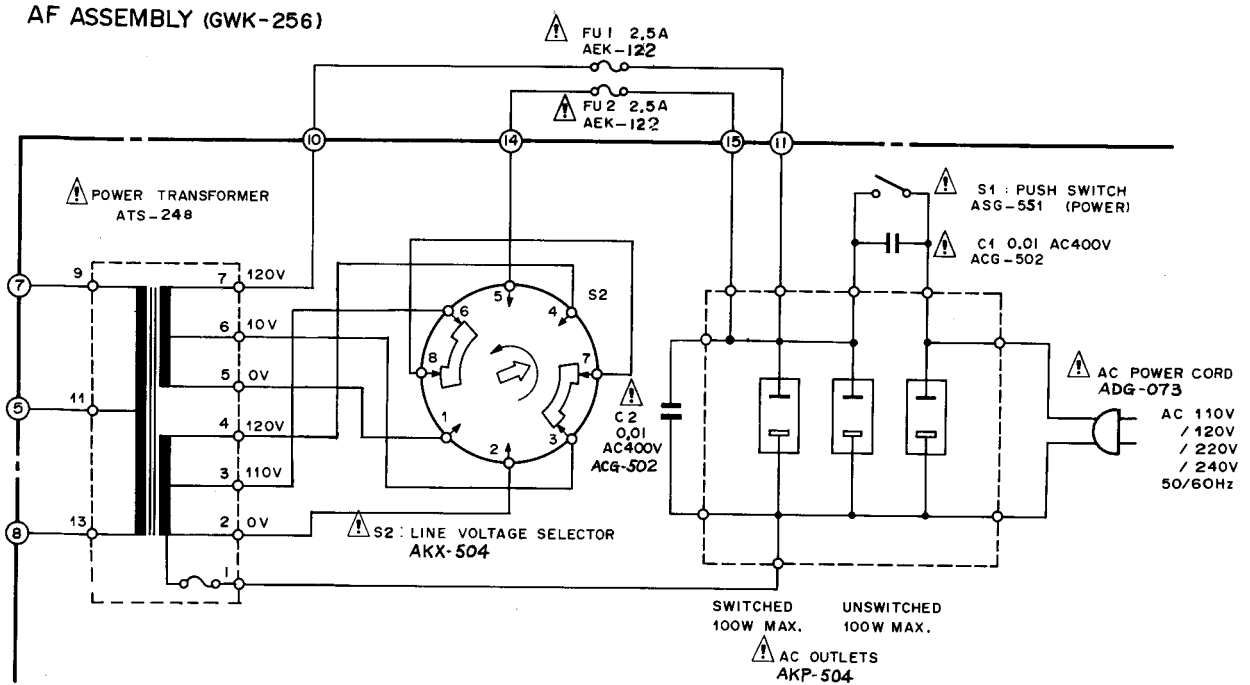 AF ASSEMBLY (GWK-256)
FU1 2,5A
AEK-122
FU2 2,5A
AEK-122
10
14
15
11
POWER TRANSFORMER
ATS-248
S1 : PUSH SWITCH
ASG-551 (POWER)
C1 0.01 AC400V
ACG-502
7
9
7 120V
6 10V
5 0V
5
11
4 120V
3 110V
8
13
2 0V
1
5
S2
6
4
8
7
1
2
3
C2
0.01
AC400V
ACG-502
S2 : LINE VOLTAGE SELECTOR
AKX-504
AC POWER CORD
ADG-073
AC 110V
/ 120V
/ 220V
/ 240V
50/60Hz
SWITCHED
100W MAX.
UNSWITCHED
100W MAX.
AC OUTLETS
AKP-504